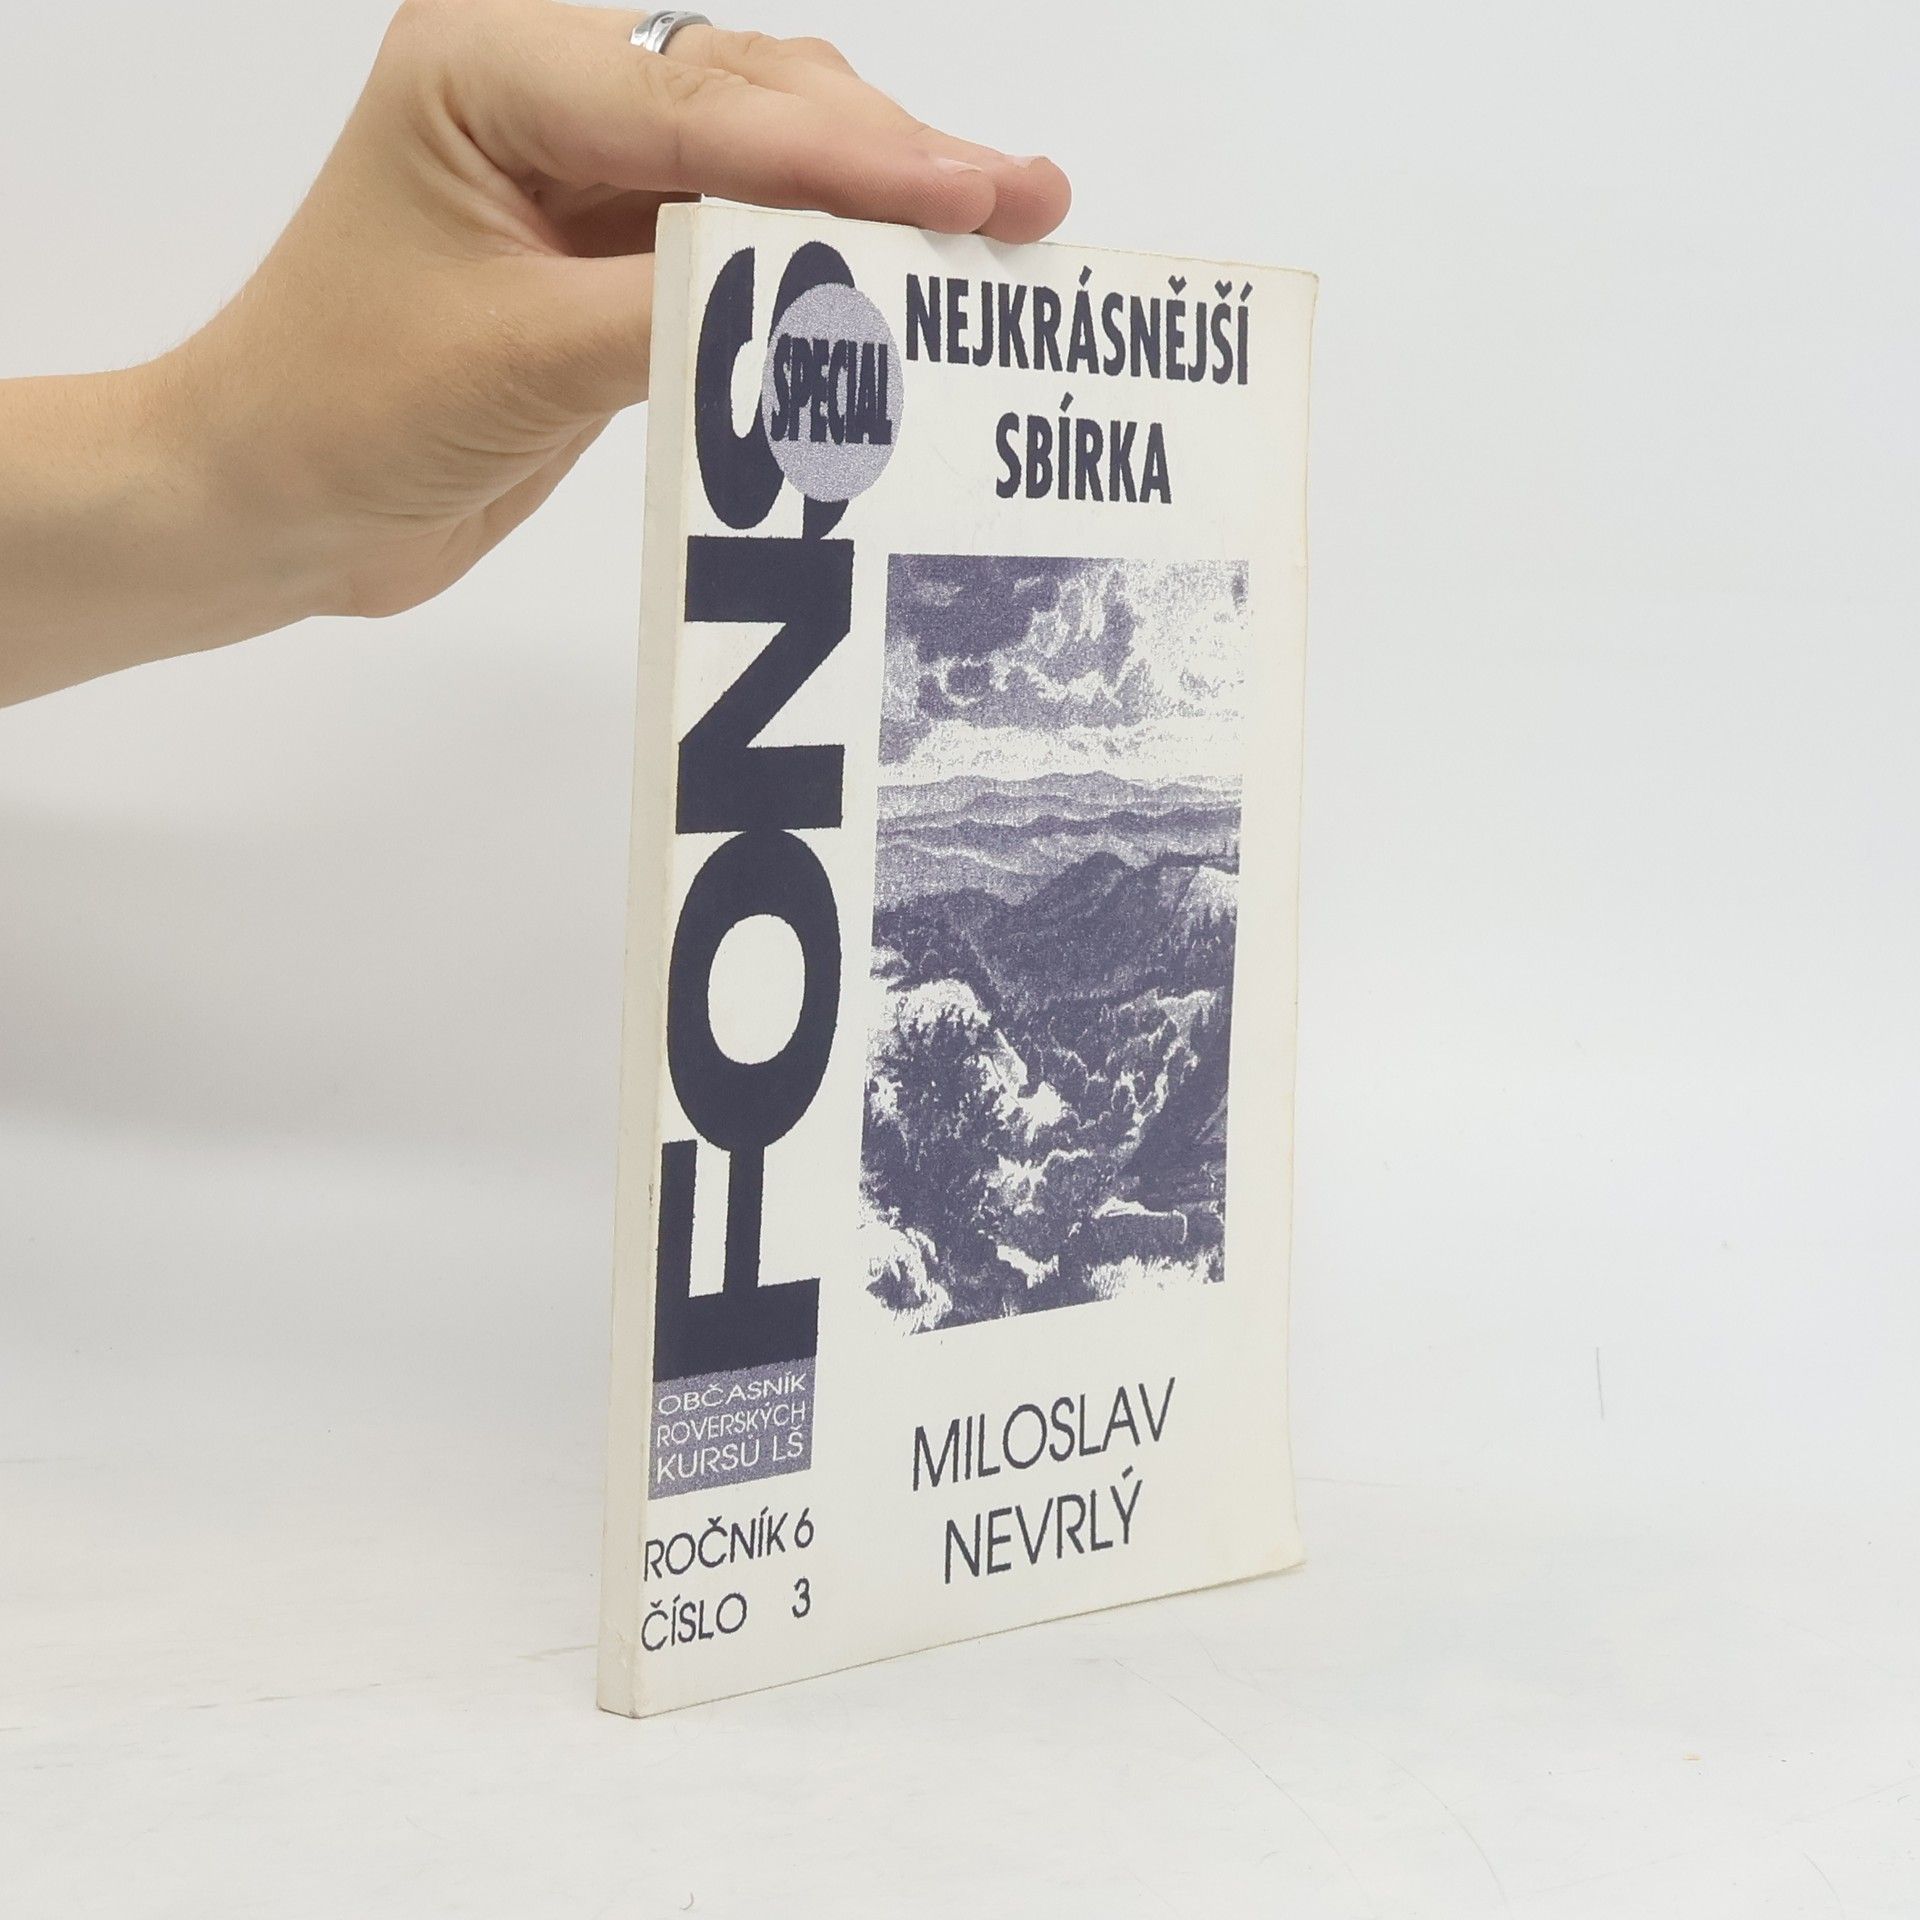 FONS
SPECIAL
NEJKRÁSNĚJŠÍ
SBÍRKA
OBČASNÍK
ROVERSKÝCH
KURSŮ LŠ
ROČNÍK 6
ČÍSLO 3
MILOSLAV
NEVRLÝ